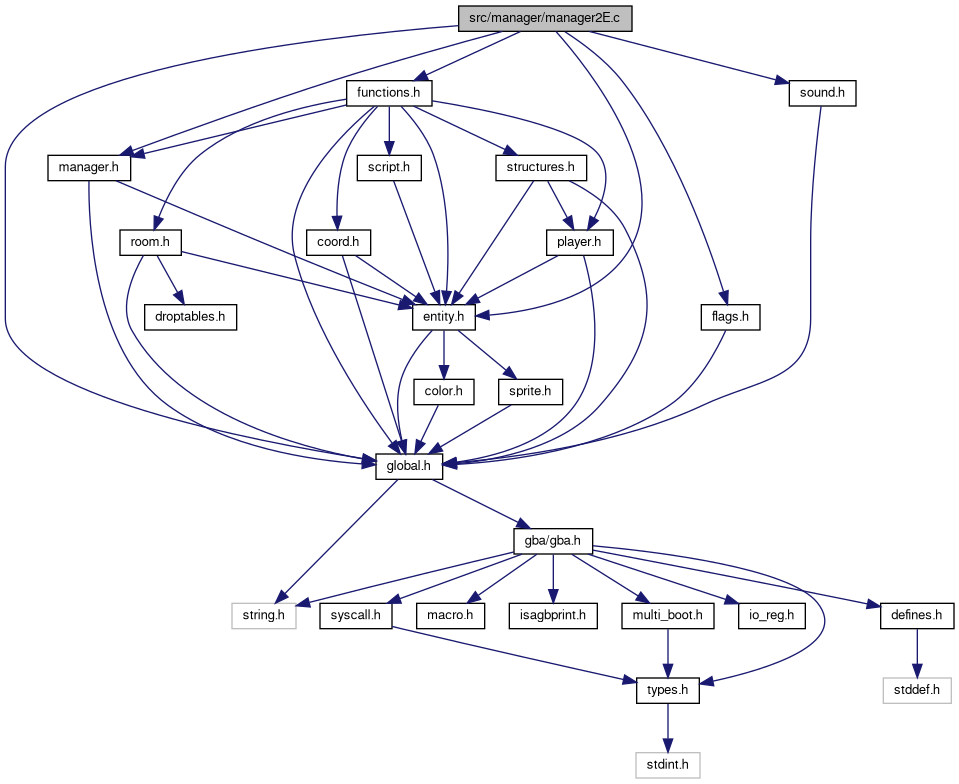 src/manager/manager2E.c
functions.h
sound.h
manager.h
script.h
structures.h
room.h
coord.h
player.h
droptables.h
entity.h
flags.h
color.h
sprite.h
global.h
gba/gba.h
string.h
syscall.h
macro.h
isagbprint.h
multi_boot.h
io_reg.h
defines.h
types.h
stddef.h
stdint.h